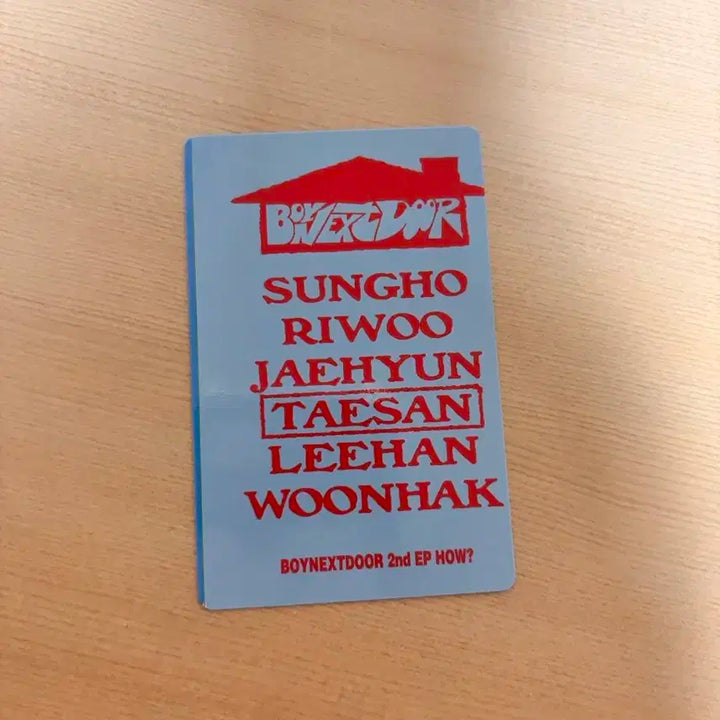 BOYNEXTDOOR
SUNGHO
RIWOO
JAEHYUN
TAESAN
LEEHAN
WOONHAK
BOYNEXTDOOR 2nd EP HOW?